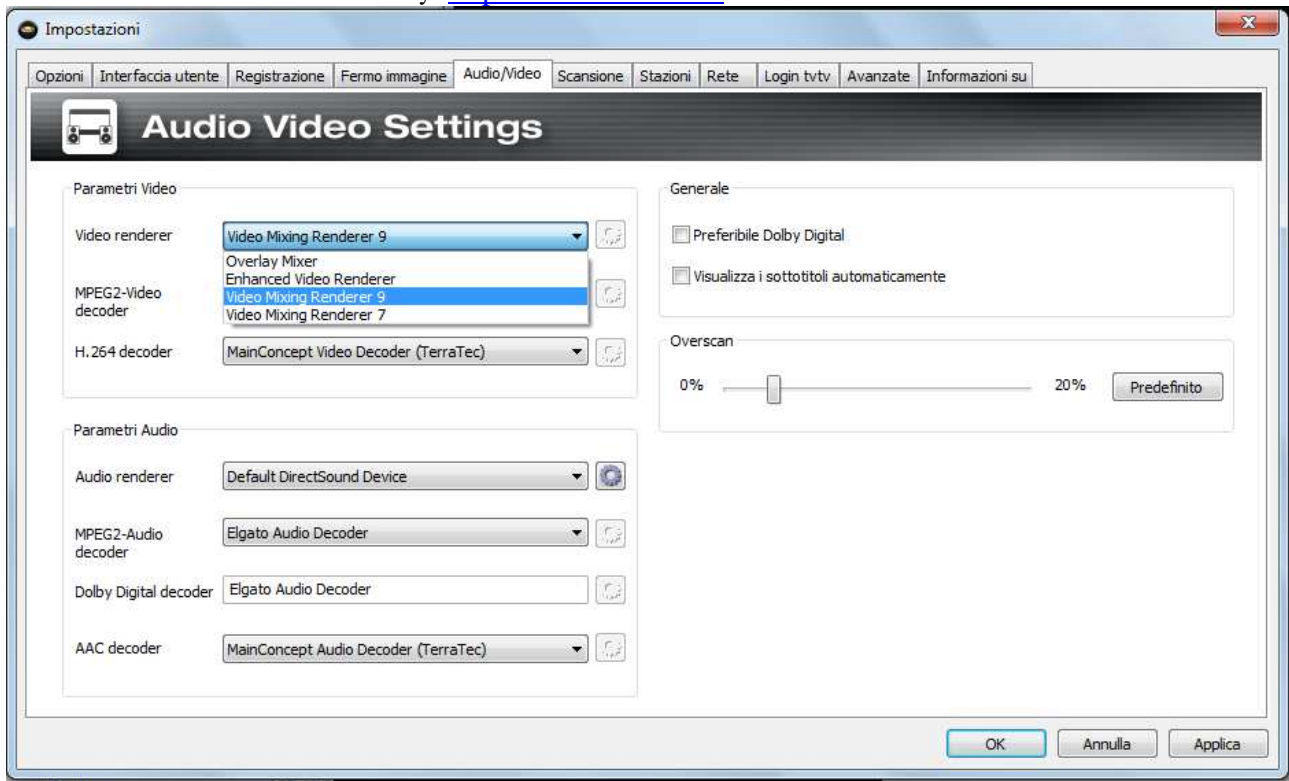 Impostazioni
Opzioni Interfaccia utente Registrazione Fermo immagine Audio/Video Scansione Stazioni Rete Login tvtv Avanzate Informazioni su
Audio Video Settings
Parametri Video
Video renderer Video Mixing Renderer 9
Overlay Mixer
Enhanced Video Renderer
Video Mixing Renderer 9
Video Mixing Renderer 7
MPEG2-Video
decoder
H.264 decoder MainConcept Video Decoder (TerraTec)
Parametri Audio
Audio renderer Default DirectSound Device
MPEG2-Audio
decoder
Elgato Audio Decoder
Dolby Digital decoder Elgato Audio Decoder
AAC decoder MainConcept Audio Decoder (TerraTec)
Generale
Preferibile Dolby Digital
Visualizza i sottotitoli automaticamente
Overscan
0% 20% Predefinito
OK Annulla Applica